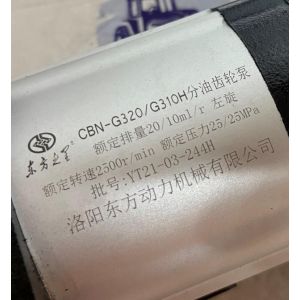 东方之星
CBN-G320/G310H分油齿轮泵
额定排量20/10ml/r 左旋
额定转速2500r/min 额定压力25/25MPa
批号:YT21-03-244H
洛阳东方动力机械有限公司